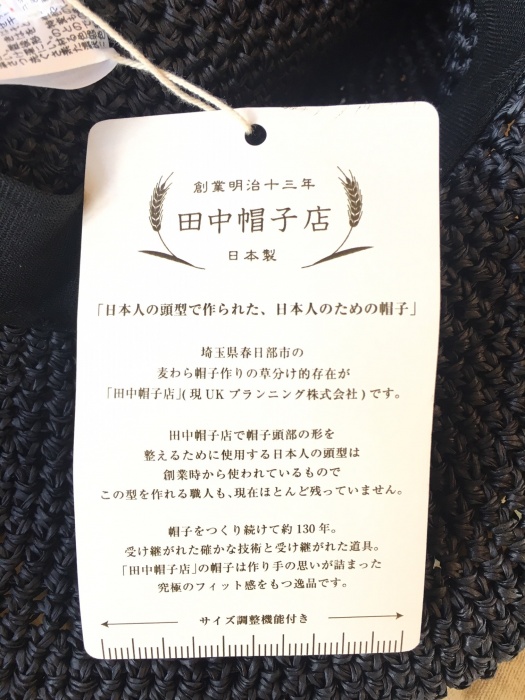 創業明治十三年
田中帽子店
日本製
「日本人の頭型で作られた、日本人のための帽子」
埼玉県春日部市の
麦わら帽子作りの草分け的存在が
「田中帽子店」(現UKプランニング株式会社)です。
田中帽子店で帽子頭部の形を
整えるために使用する日本人の頭型は
創業時から使われているもので
この型を作れる職人も、現在ほとんど残っていません。
帽子をつくり続けて約130年。
受け継がれた確かな技術と受け継がれた道具。
「田中帽子店」の帽子は作り手の思いが詰まった
究極のフィット感をもつ逸品です。
サイズ調整機能付き